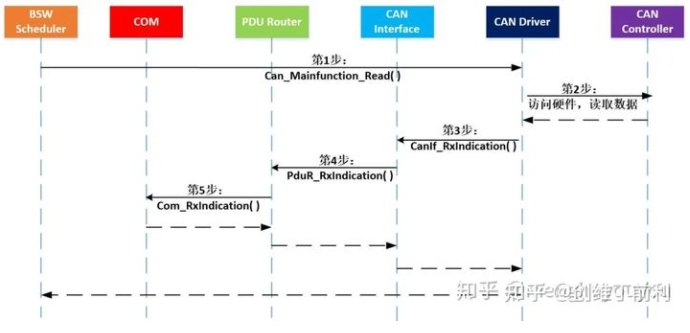 BSW
Scheduler
COM
PDU Router
CAN
Interface
CAN Driver
CAN
Controller
第1步：
Can_Mainfunction_Read( )
第2步：
访问硬件，读取数据
第3步：
CanIf_RxIndication( )
第4步：
PduR_RxIndication( )
第5步：
Com_RxIndication( )
知乎